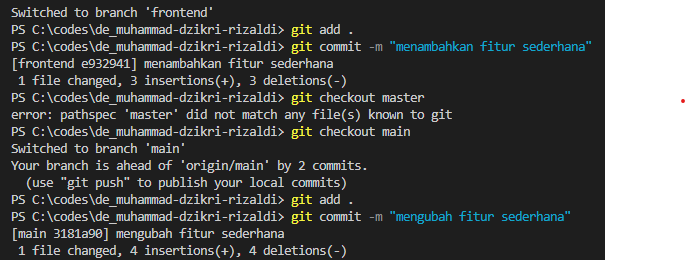 Switched to branch 'frontend'
PS C:\codes\de_muhammad-dzikri-rizaldi> git add .
PS C:\codes\de_muhammad-dzikri-rizaldi> git commit -m "menambahkan fitur sederhana"
[frontend e932941] menambahkan fitur sederhana
 1 file changed, 3 insertions(+), 3 deletions(-)
PS C:\codes\de_muhammad-dzikri-rizaldi> git checkout master
error: pathspec 'master' did not match any file(s) known to git
PS C:\codes\de_muhammad-dzikri-rizaldi> git checkout main
Switched to branch 'main'
Your branch is ahead of 'origin/main' by 2 commits.
  (use "git push" to publish your local commits)
PS C:\codes\de_muhammad-dzikri-rizaldi> git add .
PS C:\codes\de_muhammad-dzikri-rizaldi> git commit -m "mengubah fitur sederhana"
[main 3181a90] mengubah fitur sederhana
 1 file changed, 4 insertions(+), 4 deletions(-)